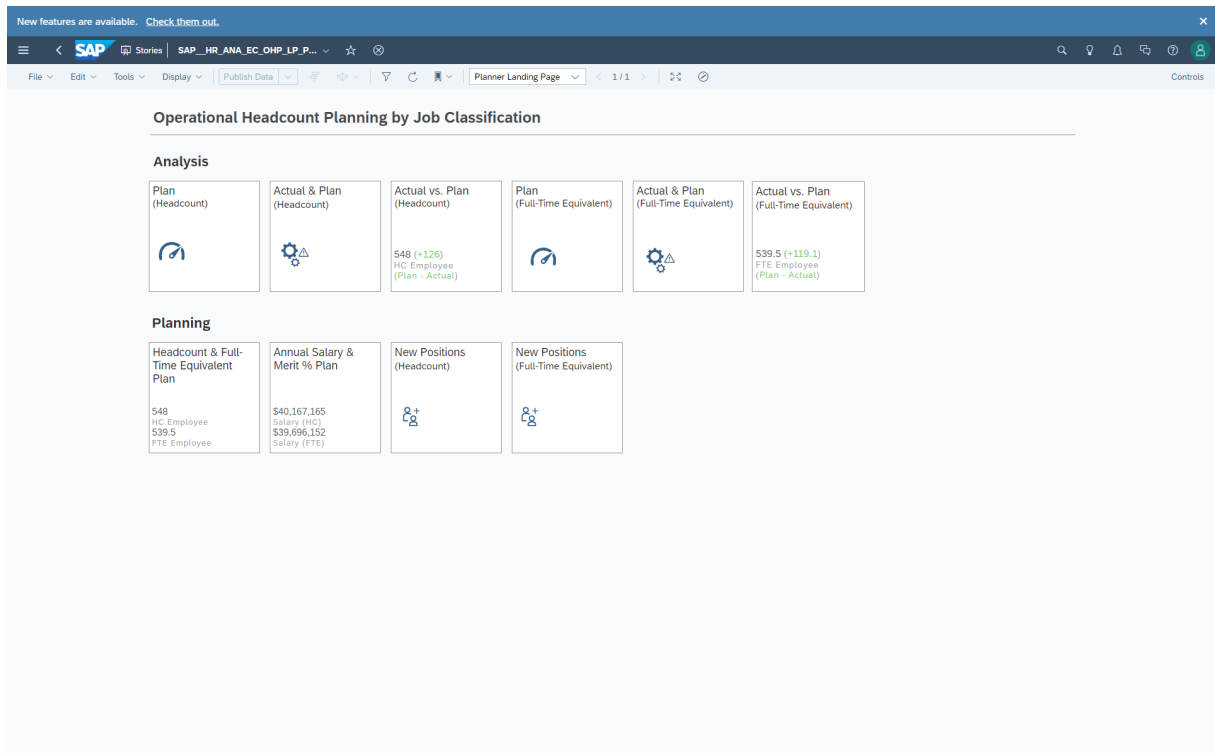 New features are available. Check them out.
SAP Stories SAP__HR_ANA_EC_OHP_LP_P...
File Edit Tools Display Publish Data Planner Landing Page 1 / 1 Controls
Operational Headcount Planning by Job Classification
Analysis
Plan
(Headcount)
Actual & Plan
(Headcount)
Actual vs. Plan
(Headcount)
548 (+126)
HC Employee
(Plan - Actual)
Plan
(Full-Time Equivalent)
Actual & Plan
(Full-Time Equivalent)
Actual vs. Plan
(Full-Time Equivalent)
539.5 (+119.1)
FTE Employee
(Plan - Actual)
Planning
Headcount & Full-
Time Equivalent
Plan
548
HC Employee
539.5
FTE Employee
Annual Salary &
Merit % Plan
$40,167,165
Salary (HC)
$39,696,152
Salary (FTE)
New Positions
(Headcount)
New Positions
(Full-Time Equivalent)